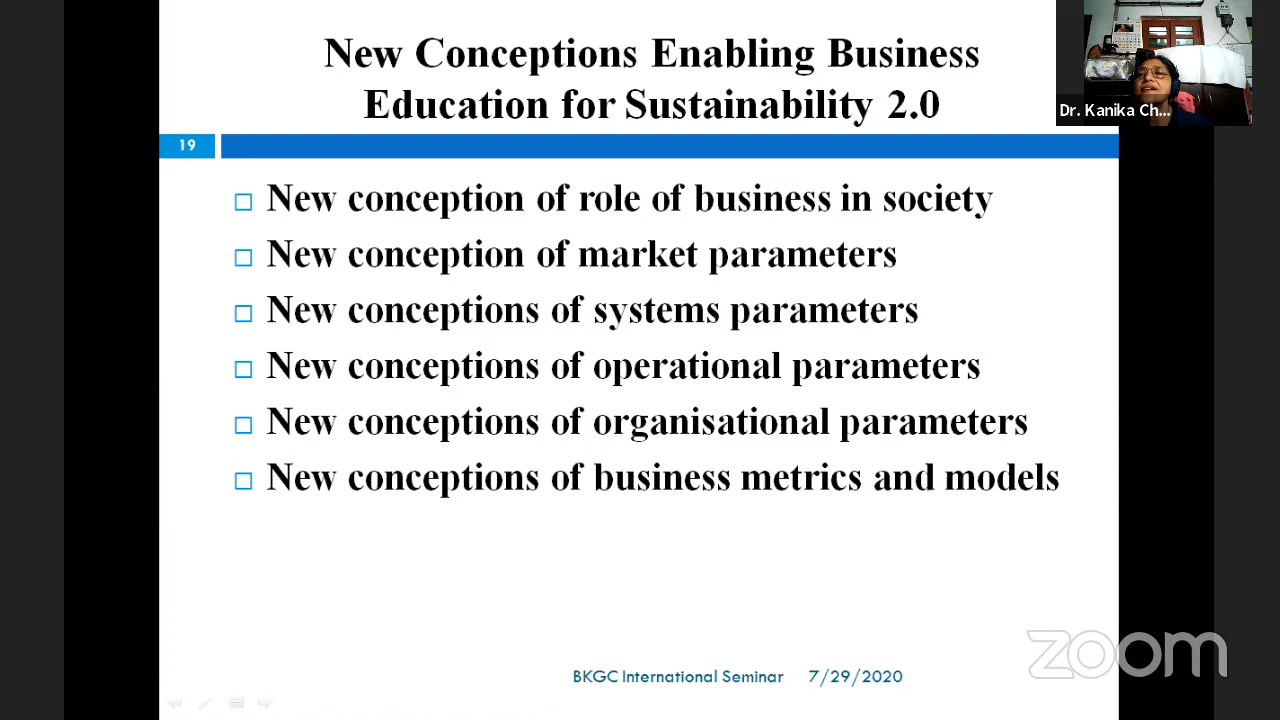 New Conceptions Enabling Business
Education for Sustainability 2.0
19
New conception of role of business in society
New conception of market parameters
New conceptions of systems parameters
New conceptions of operational parameters
New conceptions of organisational parameters
New conceptions of business metrics and models
BKGC International Seminar 7/29/2020
Dr. Kanika Ch...
zoom